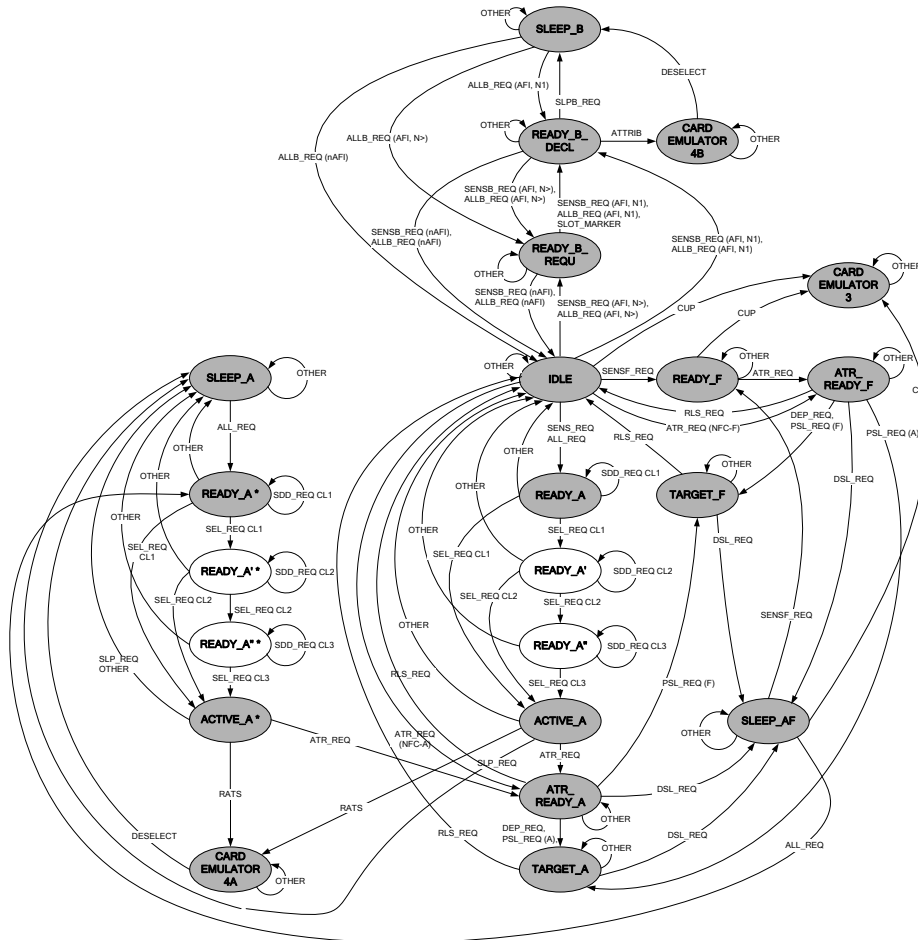 OTHER
SLEEP_B
DESELECT
ALLB_REQ (AFI, N1)
SLPB_REQ
ALLB_REQ (AFI, N>)
ALLB_REQ (nAFI)
OTHER
READY_B_
DECL
ATTRIB
CARD
EMULATOR
4B
OTHER
SENSB_REQ (AFI, N>),
ALLB_REQ (AFI, N>)
SENSB_REQ (AFI, N1),
ALLB_REQ (AFI, N1),
SLOT_MARKER
SENSB_REQ (nAFI),
ALLB_REQ (nAFI)
SENSB_REQ (AFI, N1),
ALLB_REQ (AFI, N1)
READY_B_
REQU
OTHER
SENSB_REQ (nAFI),
ALLB_REQ (nAFI)
SENSB_REQ (AFI, N>),
ALLB_REQ (AFI, N>)
CARD
EMULATOR
3
OTHER
CUP
CUP
OTHER
IDLE
SENSF_REQ
READY_F
OTHER
ATR_REQ
ATR_
READY_F
OTHER
C
RLS_REQ
ATR_REQ (NFC-F)
DEP_REQ,
PSL_REQ (F)
PSL_REQ (A)
SLEEP_A
OTHER
ALL_REQ
OTHER
OTHER
OTHER
READY_A *
SDD_REQ CL1
SEL_REQ
CL1
SEL_REQ CL1
READY_A' *
SDD_REQ CL2
SEL_REQ CL2
SEL_REQ CL2
READY_A" *
SDD_REQ CL3
SEL_REQ CL3
SLP_REQ
OTHER
ACTIVE_A *
ATR_REQ
RATS
DESELECT
CARD
EMULATOR
4A
OTHER
SENS_REQ
ALL_REQ
OTHER
OTHER
OTHER
OTHER
READY_A
SDD_REQ CL1
SEL_REQ CL1
SEL_REQ CL1
READY_A'
SDD_REQ CL2
SEL_REQ CL2
SEL_REQ CL2
READY_A"
SDD_REQ CL3
SEL_REQ CL3
ACTIVE_A
RLS_REQ
ATR_REQ
(NFC-A)
SLP_REQ
ATR_REQ
RATS
ATR_
READY_A
OTHER
DEP_REQ,
PSL_REQ (A),
RLS_REQ
TARGET_A
OTHER
RLS_REQ
TARGET_F
OTHER
DSL_REQ
DSL_REQ
SENSF_REQ
PSL_REQ (F)
SLEEP_AF
OTHER
DSL_REQ
DSL_REQ
ALL_REQ